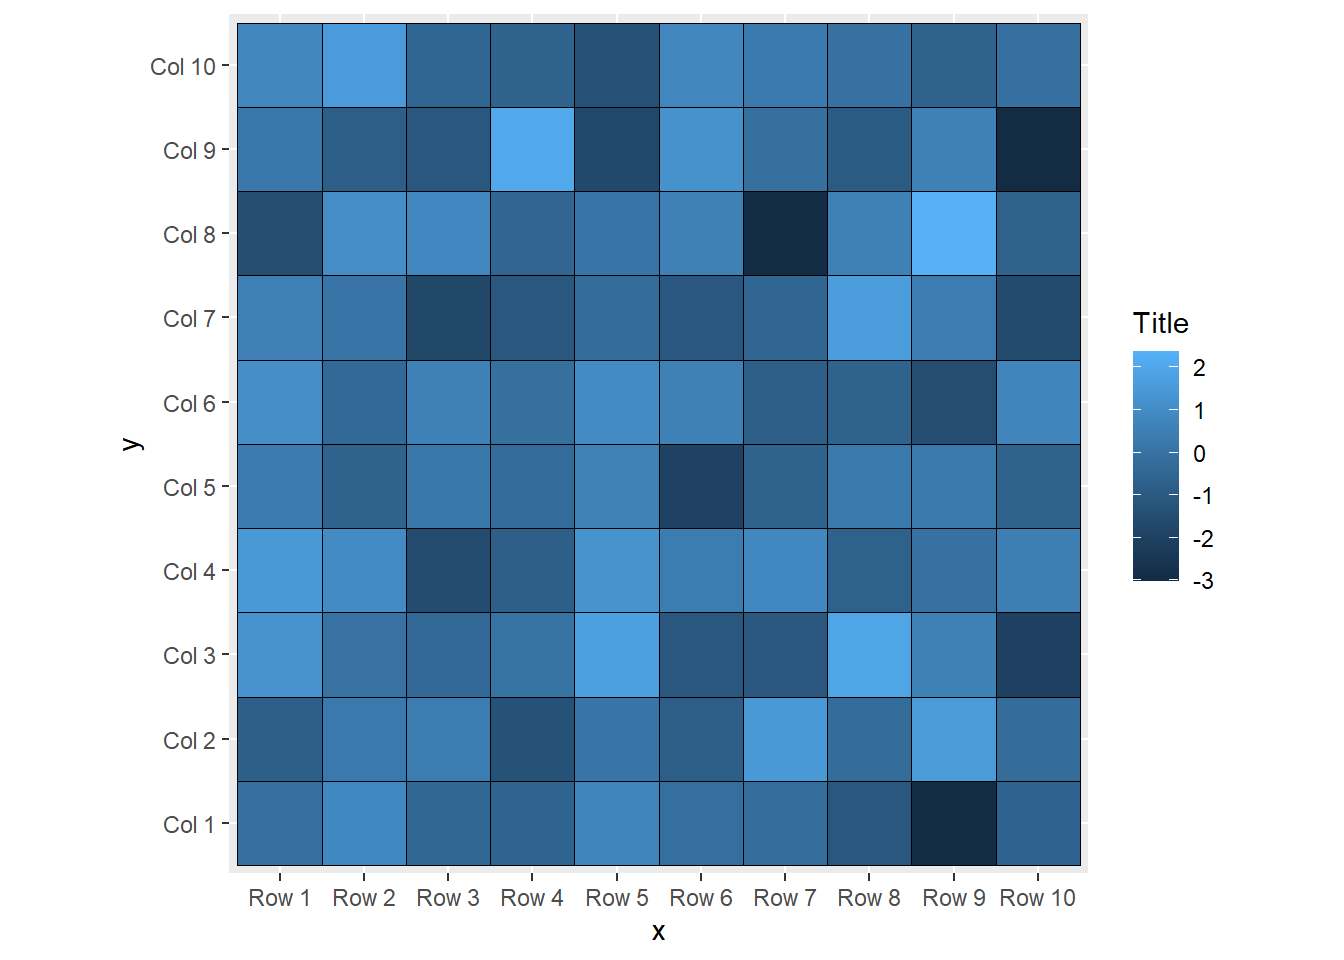 Col 10
Col 9
Col 8
Col 7
Col 6
Col 5
Col 4
Col 3
Col 2
Col 1
y
Row 1 Row 2 Row 3 Row 4 Row 5 Row 6 Row 7 Row 8 Row 9 Row 10
x
Title
2
1
0
-1
-2
-3